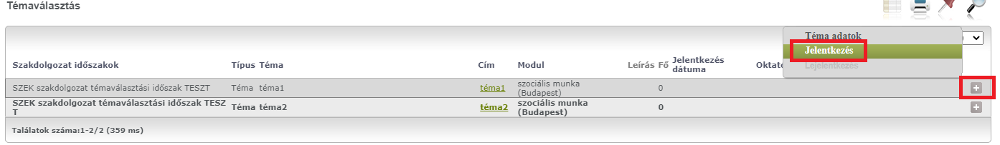 Témaválasztás
Téma adatok
Jelentkezés
Lejelentkezés
Szakdolgozat időszakok Típus Téma Cím Modul Leírás Fő Jelentkezés dátuma Oktató
SZEK szakdolgozat témaválasztási időszak TESZT Téma téma1 téma1 szociális munka (Budapest) 0
SZEK szakdolgozat témaválasztási időszak TESZ
T Téma téma2 téma2 szociális munka (Budapest) 0
Találatok száma:1-2/2 (359 ms)